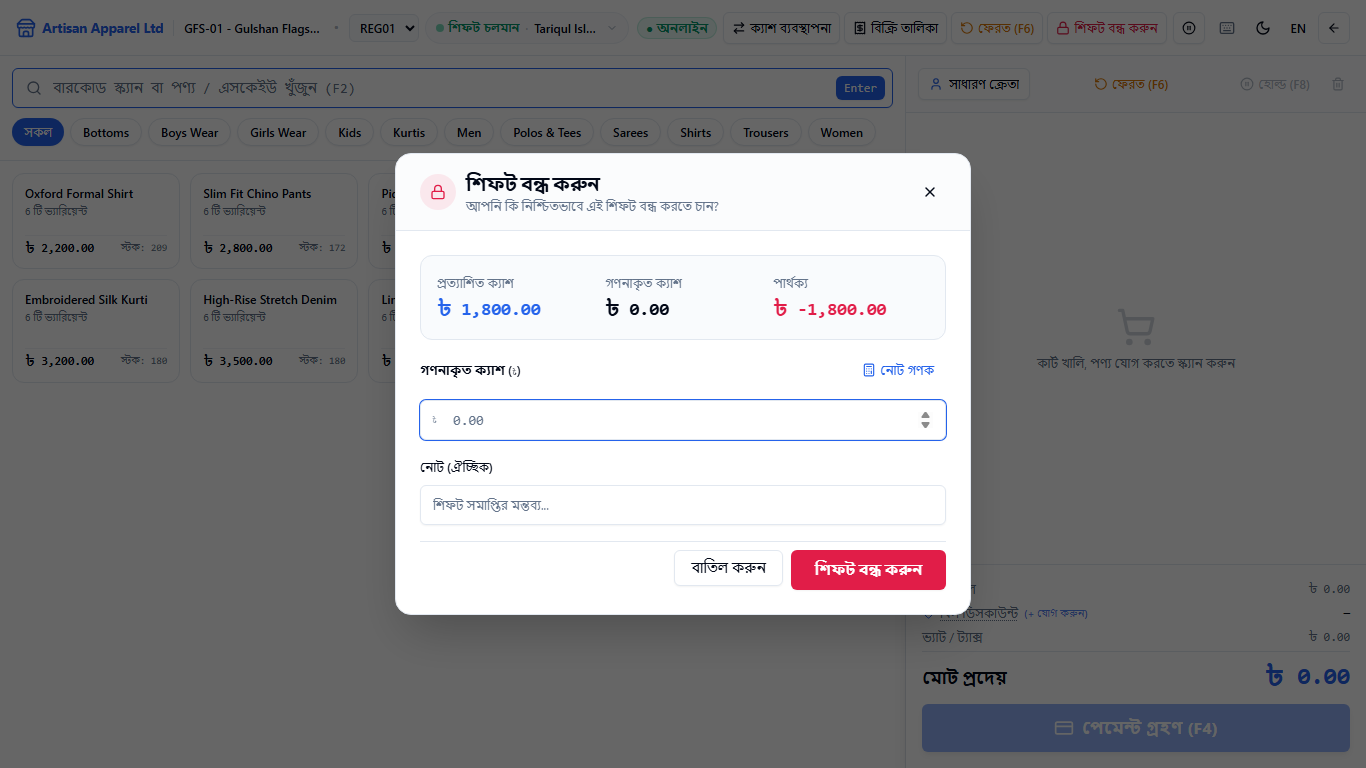 Artisan Apparel Ltd
GFS-01 - Gulshan Flags...
REG01
শিফট চলমান · Tariqul Isl...
অনলাইন
ক্যাশ ব্যবস্থাপনা
বিক্রি তালিকা
ফেরত (F6)
শিফট বন্ধ করুন
EN
বারকোড স্ক্যান বা পণ্য / এসকেইউ খুঁজুন (F2)
Enter
সাধারণ ক্রেতা
ফেরত (F6)
হোল্ড (F8)
সকল
Bottoms
Boys Wear
Girls Wear
Kids
Kurtis
Men
Polos & Tees
Sarees
Shirts
Trousers
Women
Oxford Formal Shirt
6 টি ভ্যারিয়েন্ট
৳ 2,200.00
স্টক: 209
Slim Fit Chino Pants
6 টি ভ্যারিয়েন্ট
৳ 2,800.00
স্টক: 172
Embroidered Silk Kurti
6 টি ভ্যারিয়েন্ট
৳ 3,200.00
স্টক: 180
High-Rise Stretch Denim
6 টি ভ্যারিয়েন্ট
৳ 3,500.00
স্টক: 180
শিফট বন্ধ করুন
আপনি কি নিশ্চিতভাবে এই শিফট বন্ধ করতে চান?
প্রত্যাশিত ক্যাশ
৳ 1,800.00
গণনাকৃত ক্যাশ
৳ 0.00
পার্থক্য
৳ -1,800.00
গণনাকৃত ক্যাশ (৳)
নোট গণক
৳ 0.00
নোট (ঐচ্ছিক)
শিফট সমাপ্তির মন্তব্য...
বাতিল করুন
শিফট বন্ধ করুন
কার্ট খালি, পণ্য যোগ করতে স্ক্যান করুন
৳ 0.00
(+ যোগ করুন)
–
ভ্যাট / ট্যাক্স
৳ 0.00
মোট প্রদেয়
৳ 0.00
পেমেন্ট গ্রহণ (F4)